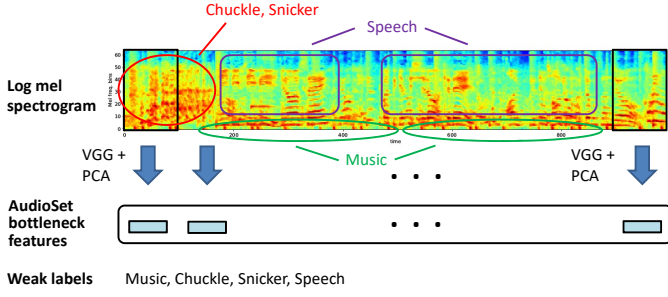 Chuckle, Snicker
Speech
Log mel
spectrogram
Mel freq. bins
60
50
40
30
20
10
0
200
400
600
800
time
Music
VGG +
PCA
. . .
VGG +
PCA
AudioSet
bottleneck
features
. . .
Weak labels
Music, Chuckle, Snicker, Speech